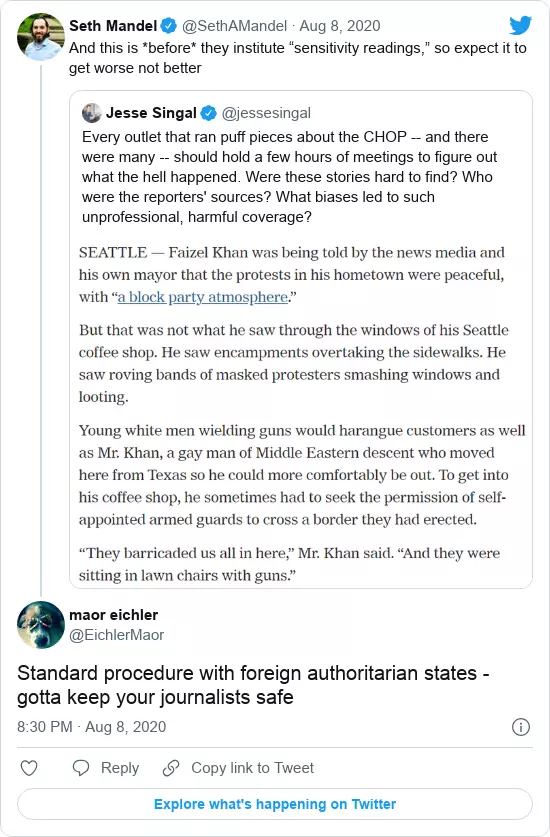 Seth Mandel @SethAMandel · Aug 8, 2020
And this is *before* they institute “sensitivity readings,” so expect it to
get worse not better
Jesse Singal @jessesingal
Every outlet that ran puff pieces about the CHOP -- and there
were many -- should hold a few hours of meetings to figure out
what the hell happened. Were these stories hard to find? Who
were the reporters' sources? What biases led to such
unprofessional, harmful coverage?
SEATTLE — Faizel Khan was being told by the news media and
his own mayor that the protests in his hometown were peaceful,
with “a block party atmosphere.”
But that was not what he saw through the windows of his Seattle
coffee shop. He saw encampments overtaking the sidewalks. He
saw roving bands of masked protesters smashing windows and
looting.
Young white men wielding guns would harangue customers as well
as Mr. Khan, a gay man of Middle Eastern descent who moved
here from Texas so he could more comfortably be out. To get into
his coffee shop, he sometimes had to seek the permission of self-
appointed armed guards to cross a border they had erected.
“They barricaded us all in here,” Mr. Khan said. “And they were
sitting in lawn chairs with guns.”
maor eichler
@EichlerMaor
Standard procedure with foreign authoritarian states -
gotta keep your journalists safe
8:30 PM · Aug 8, 2020
Reply Copy link to Tweet
Explore what's happening on Twitter